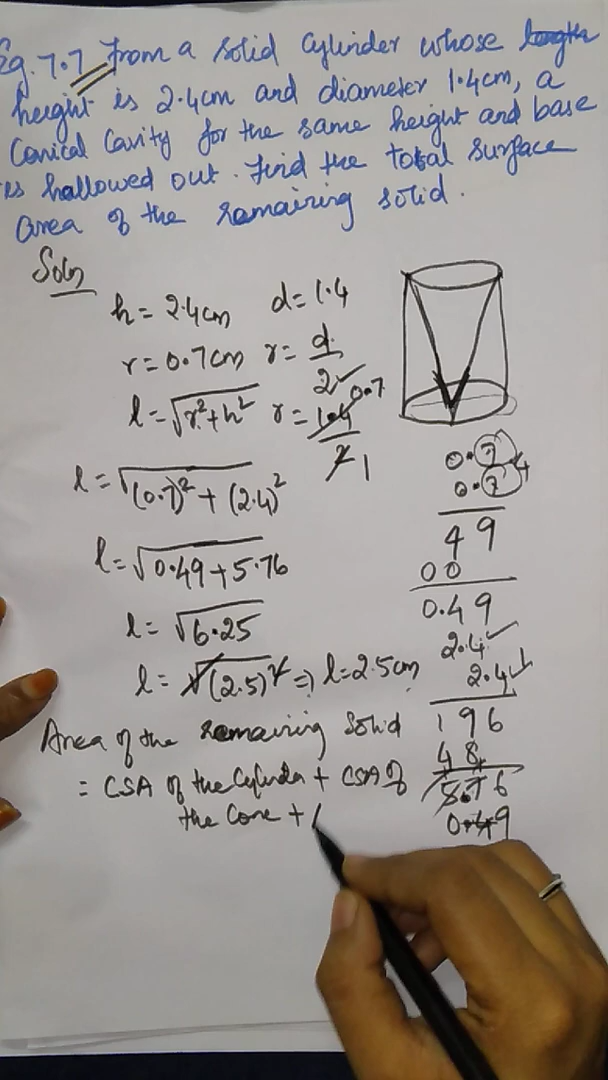 Eg. 7.7 From a solid cylinder whose length
height is 2.4cm and diameter 1.4cm, a
Conical Cavity for the same height and base
is hallowed out. Find the total surface
area of the remairing solid.
Soln
h = 2.4cm d = 1.4
r = 0.7cm r = d/2
l = √r²+h² r = 1.4/2 0.7 1
l = √(0.7)² + (2.4)²
l = √0.49+5.76
l = √6.25
l = √(2.5)² => l = 2.5cm
0.7
0.7
4
49
00
0.49
2.4
2.4
196
48
5.76
0.49
Area of the remairing Solid
= CSA of the Cylinder + CSA of
the Cone +